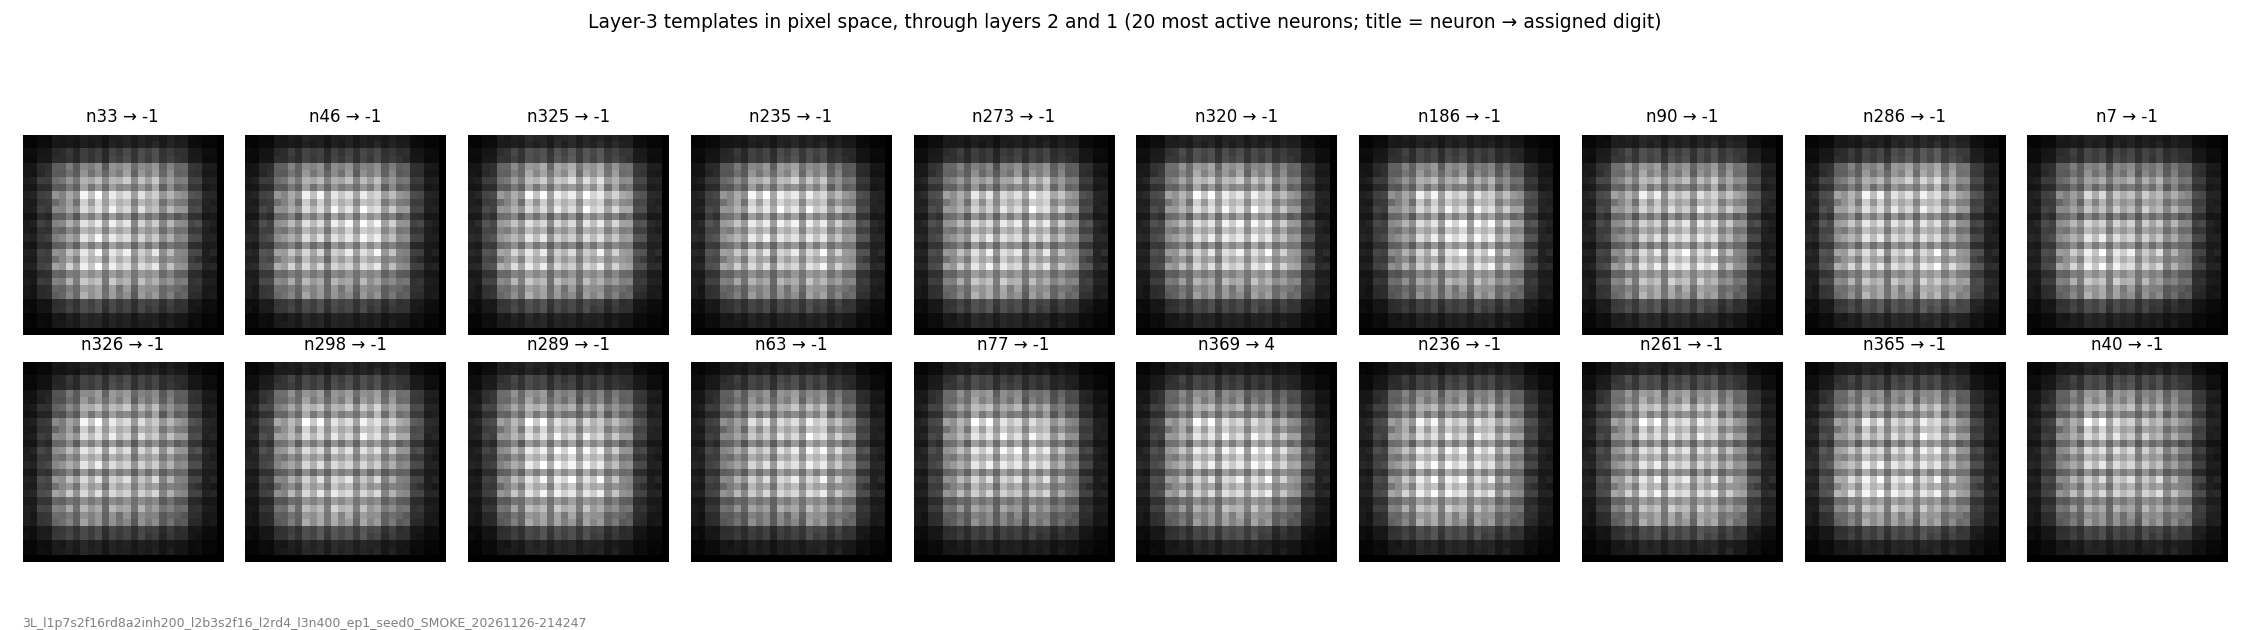 Layer-3 templates in pixel space, through layers 2 and 1 (20 most active neurons; title = neuron → assigned digit)
n33 → -1 n46 → -1 n325 → -1 n235 → -1 n273 → -1 n320 → -1 n186 → -1 n90 → -1 n286 → -1 n7 → -1
n326 → -1 n298 → -1 n289 → -1 n63 → -1 n77 → -1 n369 → 4 n236 → -1 n261 → -1 n365 → -1 n40 → -1
3L_l1p7s2f16rd8a2inh200_l2b3s2f16_l2rd4_l3n400_ep1_seed0_SMOKE_20261126-214247